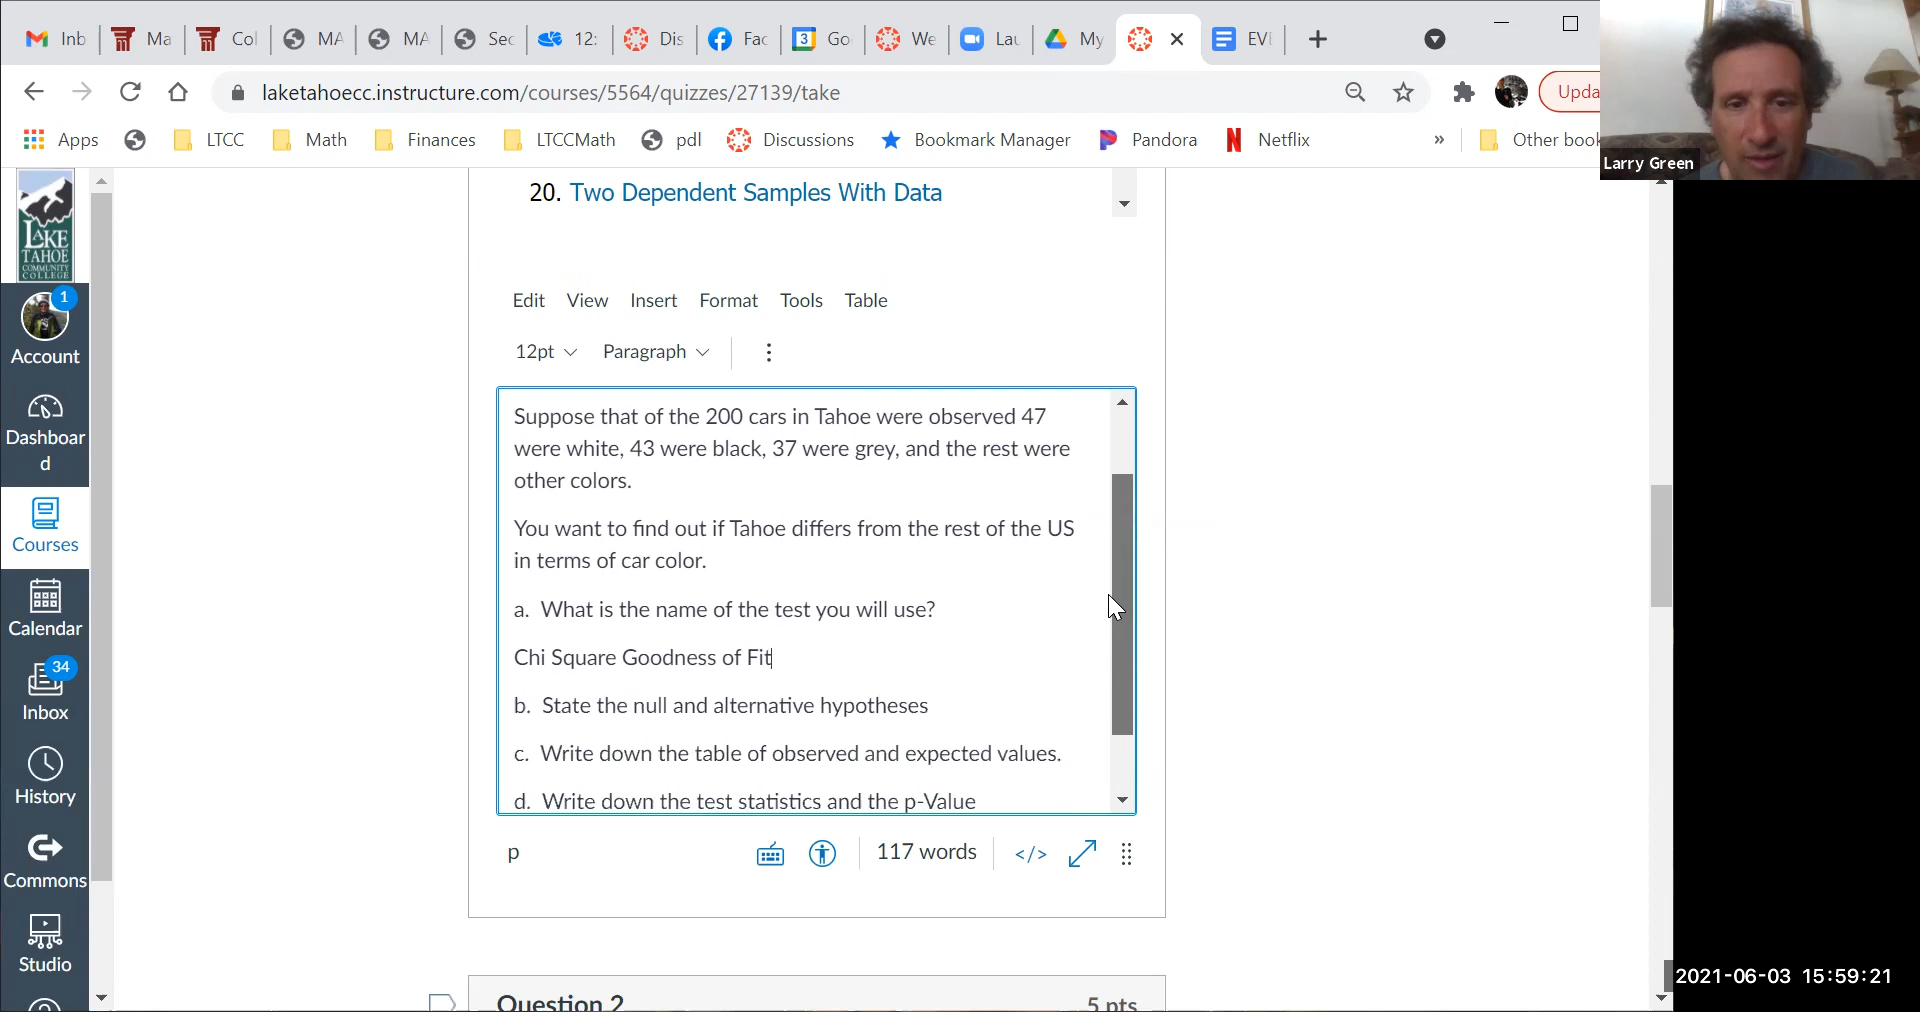 Inb
Ma
Col
MA
MA
Sec
12:
Dis
Fac
3
Go
We
Lau
My
EVI
laketahoecc.instructure.com/courses/5564/quizzes/27139/take
Upda
Apps
LTCC
Math
Finances
LTCCMath
pdl
Discussions
Bookmark Manager
Pandora
Netflix
»
Other book
Larry Green
LAKE
TAHOE
COMMUNITY
COLLEGE
1
Account
Dashboar
d
Courses
Calendar
34
Inbox
History
Commons
Studio
20. Two Dependent Samples With Data
Edit View Insert Format Tools Table
12pt Paragraph
Suppose that of the 200 cars in Tahoe were observed 47
were white, 43 were black, 37 were grey, and the rest were
other colors.
You want to find out if Tahoe differs from the rest of the US
in terms of car color.
a. What is the name of the test you will use?
Chi Square Goodness of Fit
b. State the null and alternative hypotheses
c. Write down the table of observed and expected values.
d. Write down the test statistics and the p-Value
p
117 words
</>
Question 2
5 pts
2021-06-03 15:59:21